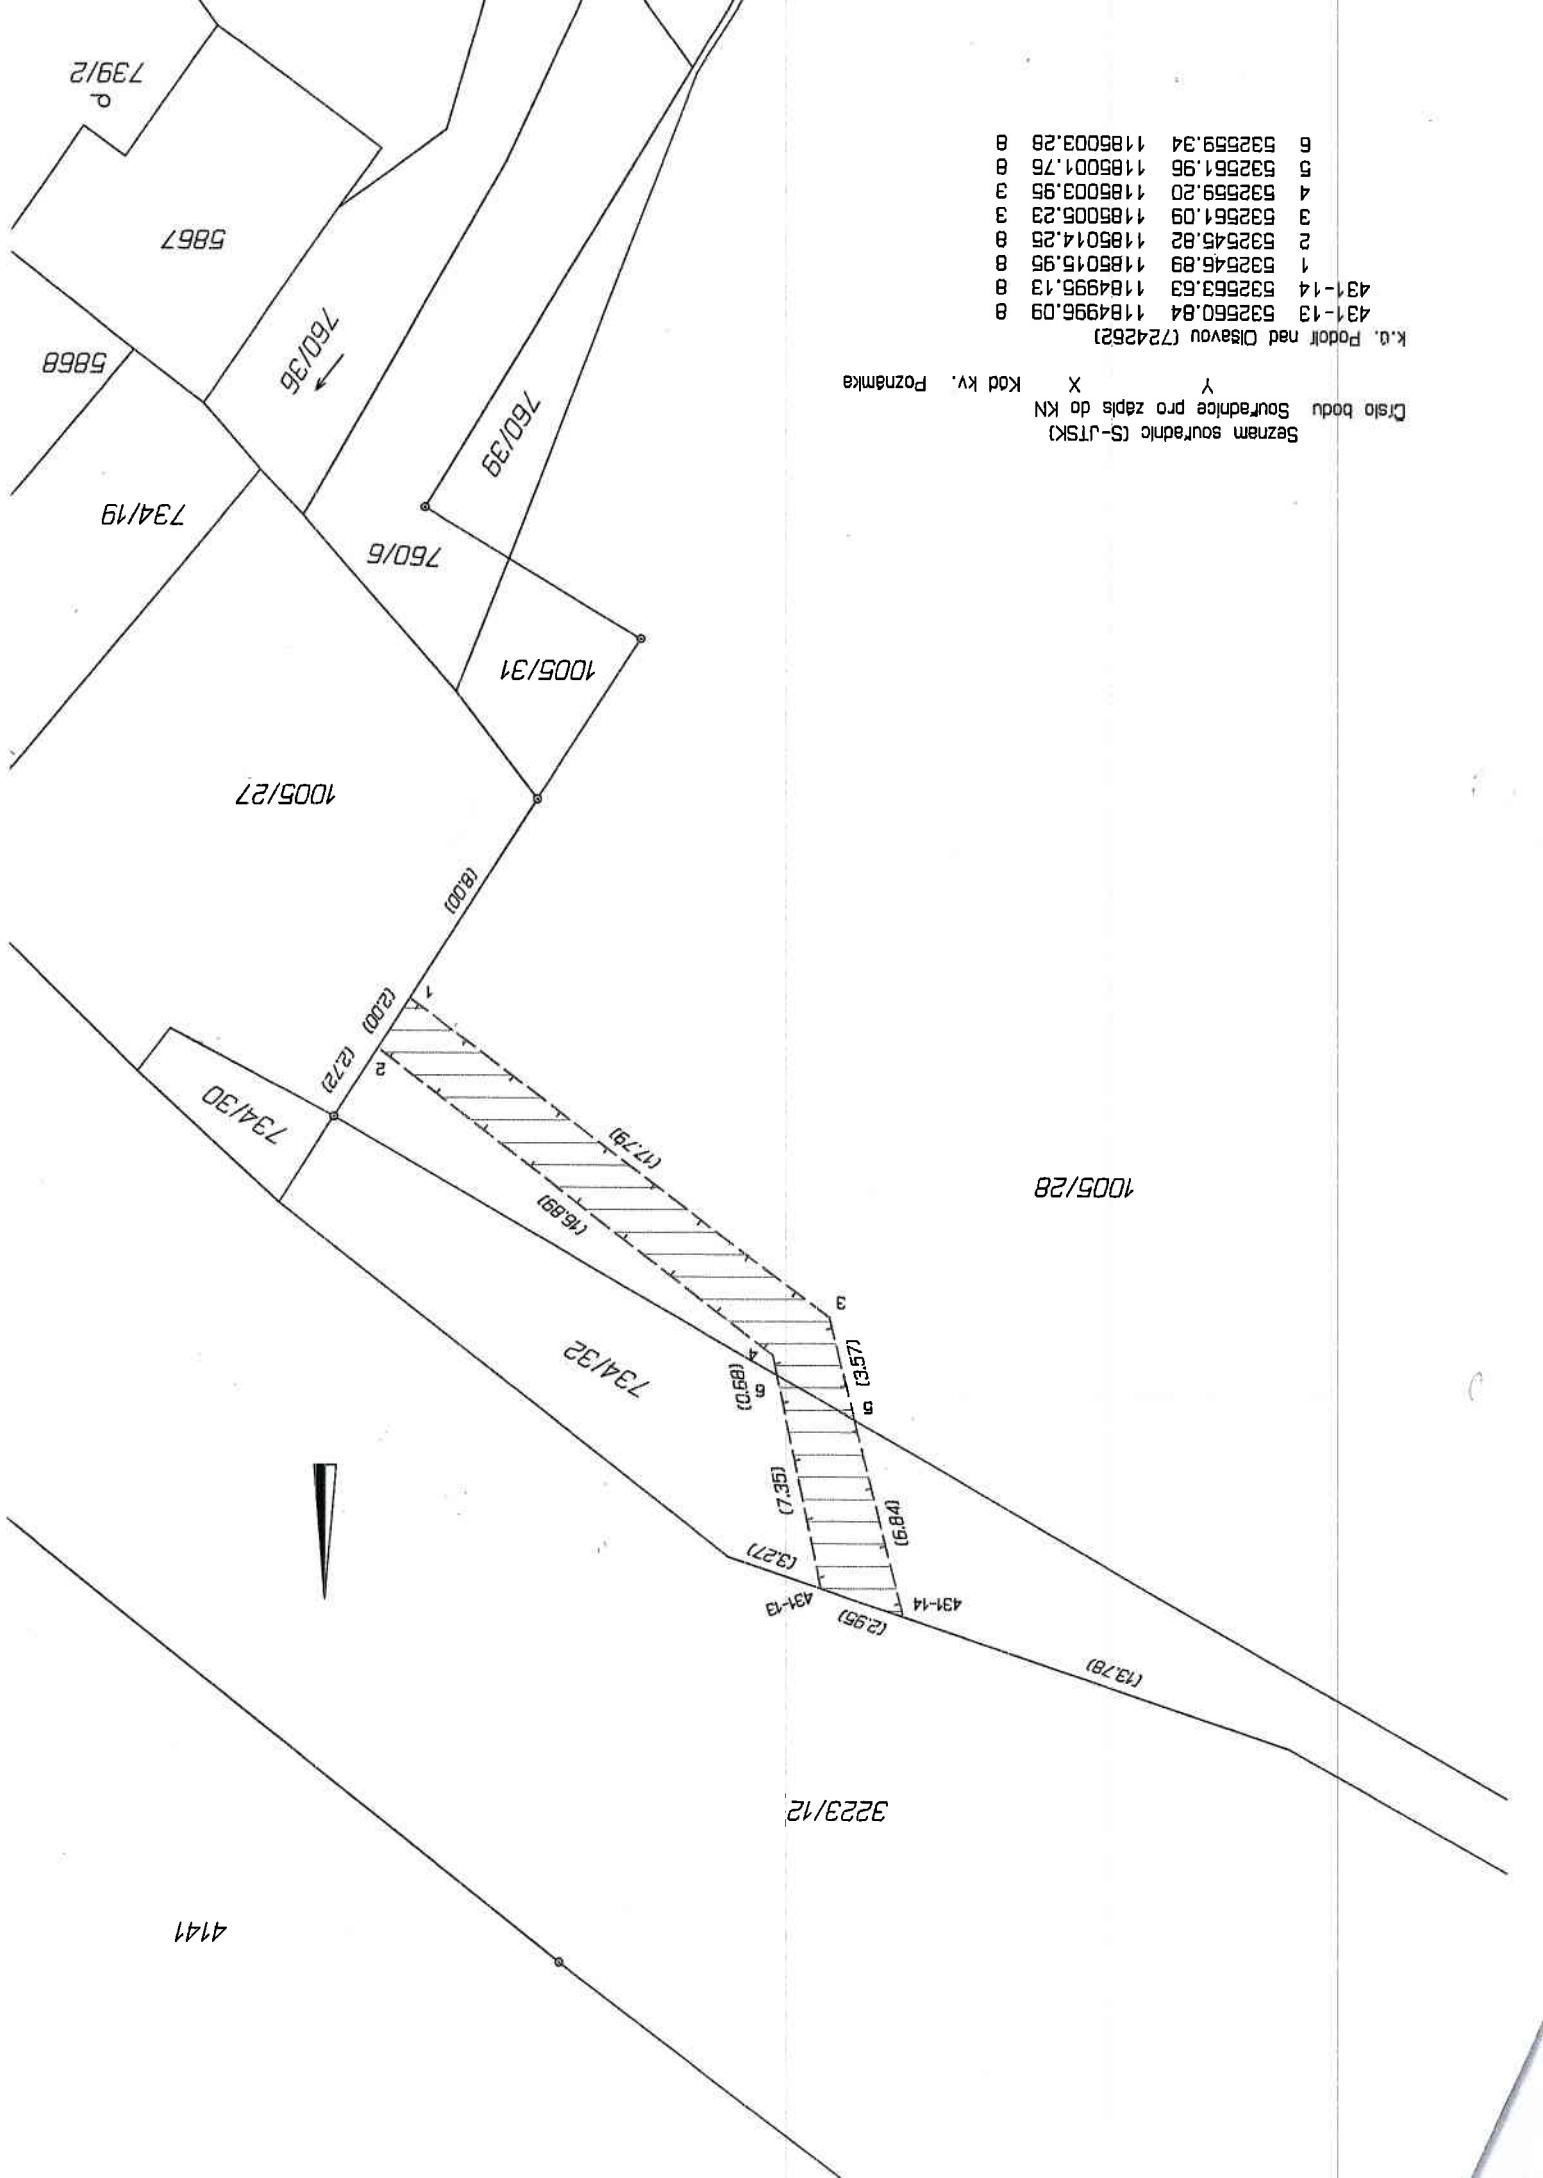 4141
3223/12
(13.78)
(2.95)
431-14
431-13
(3.27)
(6.84)
(7.35)
5
(3.57)
6
(0.68)
4
734/32
3
(16.89)
(17.79)
1005/28
734/30
2
(2.72)
1
(2.00)
(8.00)
1005/27
1005/31
760/6
734/19
760/39
760/36
5868
5867
739/2
Seznam souřadnic (S-JTSK)
Číslo bodu Souřadnice pro zápis do KN
Y X Kód kv. Poznámka
k.ú. Podolí nad Olšavou (724262)
431-13 532560.84 1184996.09 8
431-14 532563.63 1184995.13 8
1 532546.89 1185015.95 8
2 532545.82 1185014.25 8
3 532561.09 1185005.23 3
4 532559.20 1185003.95 3
5 532561.96 1185001.76 8
6 532559.34 1185003.28 8